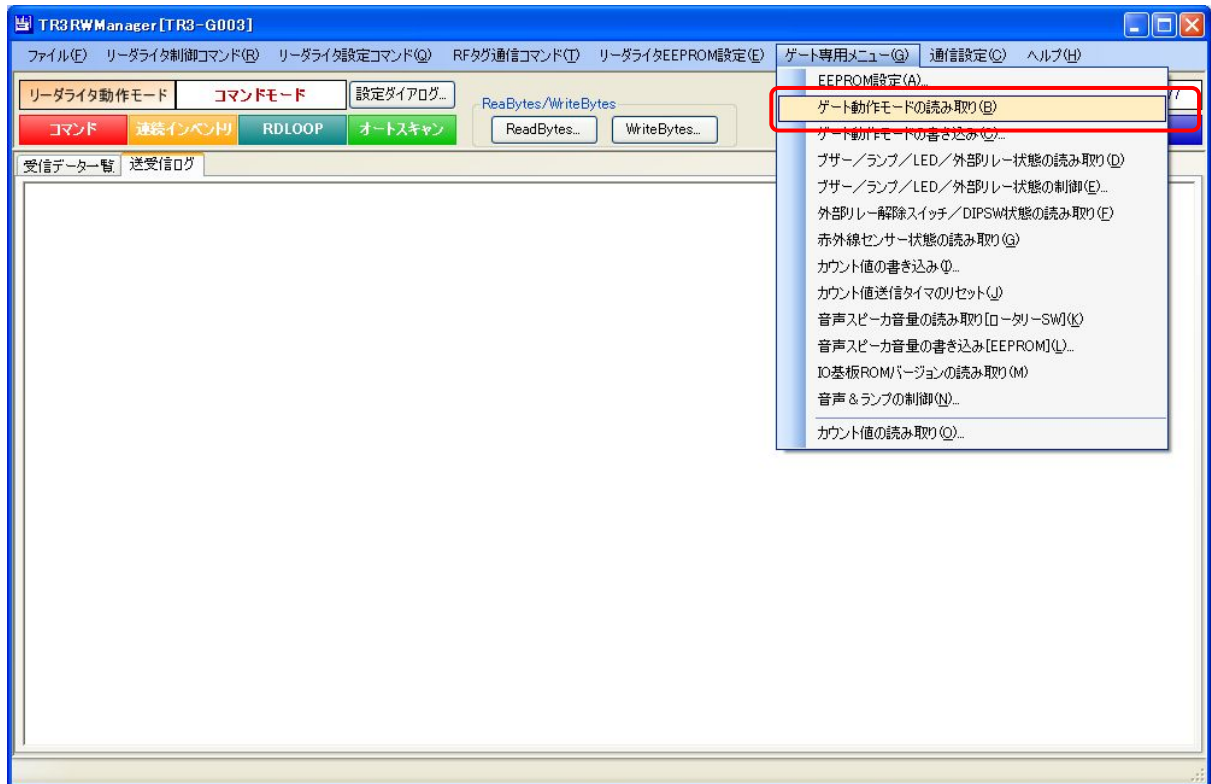 TR3RWManager[TR3-G003]
ファイル(F) リーダライタ制御コマンド(R) リーダライタ設定コマンド(Q) RFタグ通信コマンド(T) リーダライタEEPROM設定(E) ゲート専用メニュー(G) 通信設定(C) ヘルプ(H)
リーダライタ動作モード コマンドモード 設定ダイアログ... ReaBytes/WriteBytes
コマンド 連続インベントリ RDLOOP オートスキャン ReadBytes... WriteBytes...
受信データ一覧 送受信ログ
EEPROM設定(A)...
ゲート動作モードの読み取り(B)
ゲート動作モードの書き込み(C)...
ブザー/ランプ/LED/外部リレー状態の読み取り(D)
ブザー/ランプ/LED/外部リレー状態の制御(E)...
外部リレー解除スイッチ/DIPSW状態の読み取り(F)
赤外線センサー状態の読み取り(G)
カウント値の書き込み(I)...
カウント値送信タイマのリセット(J)
音声スピーカ音量の読み取り[ロータリーSW](K)
音声スピーカ音量の書き込み[EEPROM](L)...
IO基板ROMバージョンの読み取り(M)
音声&ランプの制御(N)...
カウント値の読み取り(O)...